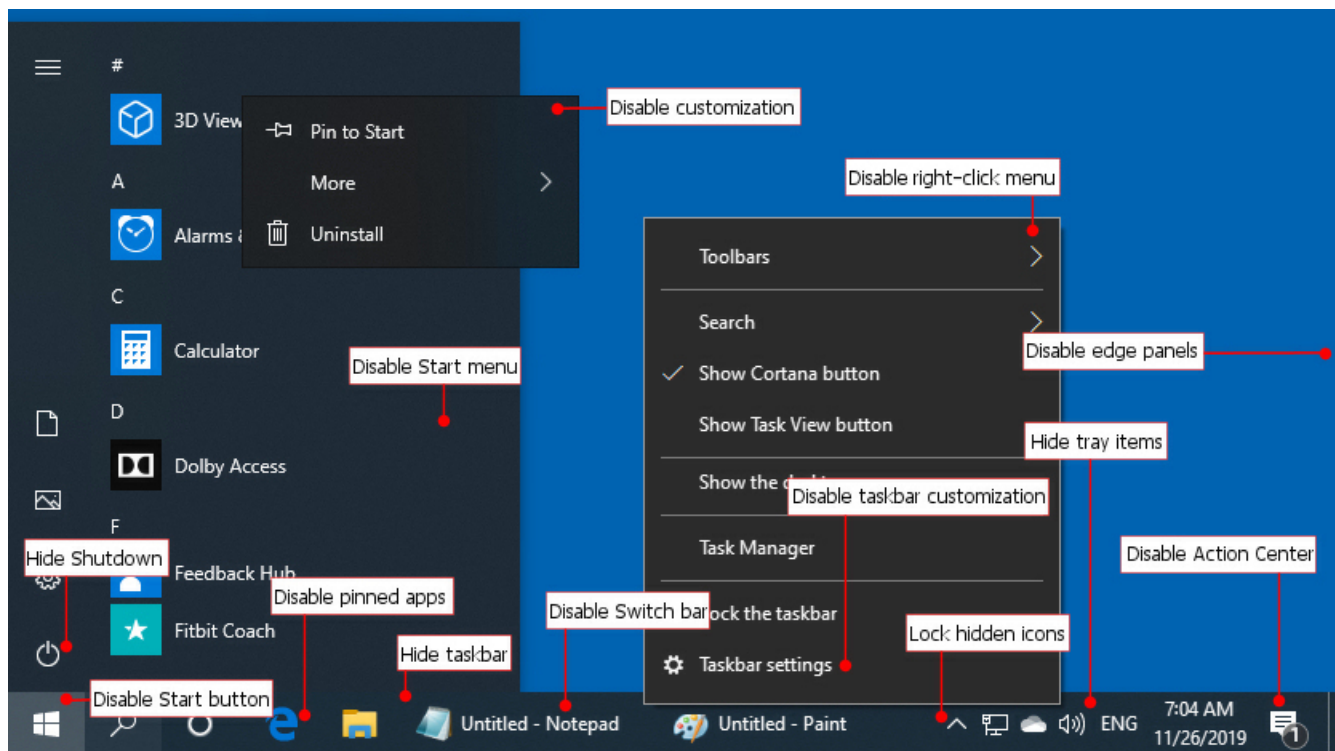 #
3D View
Pin to Start
More
Uninstall
Disable customization
A
Alarms
C
Calculator
Disable Start menu
D
Dolby Access
F
Hide Shutdown
Feedback Hub
Fitbit Coach
Disable pinned apps
Hide taskbar
Disable Start button
Disable right-click menu
Toolbars
Search
Disable edge panels
Show Cortana button
Show Task View button
Hide tray items
Show the
Disable taskbar customization
Task Manager
Disable Action Center
Disable Switch bar
ock the taskbar
Lock hidden icons
Taskbar settings
Untitled - Notepad
Untitled - Paint
ENG
7:04 AM
11/26/2019
1